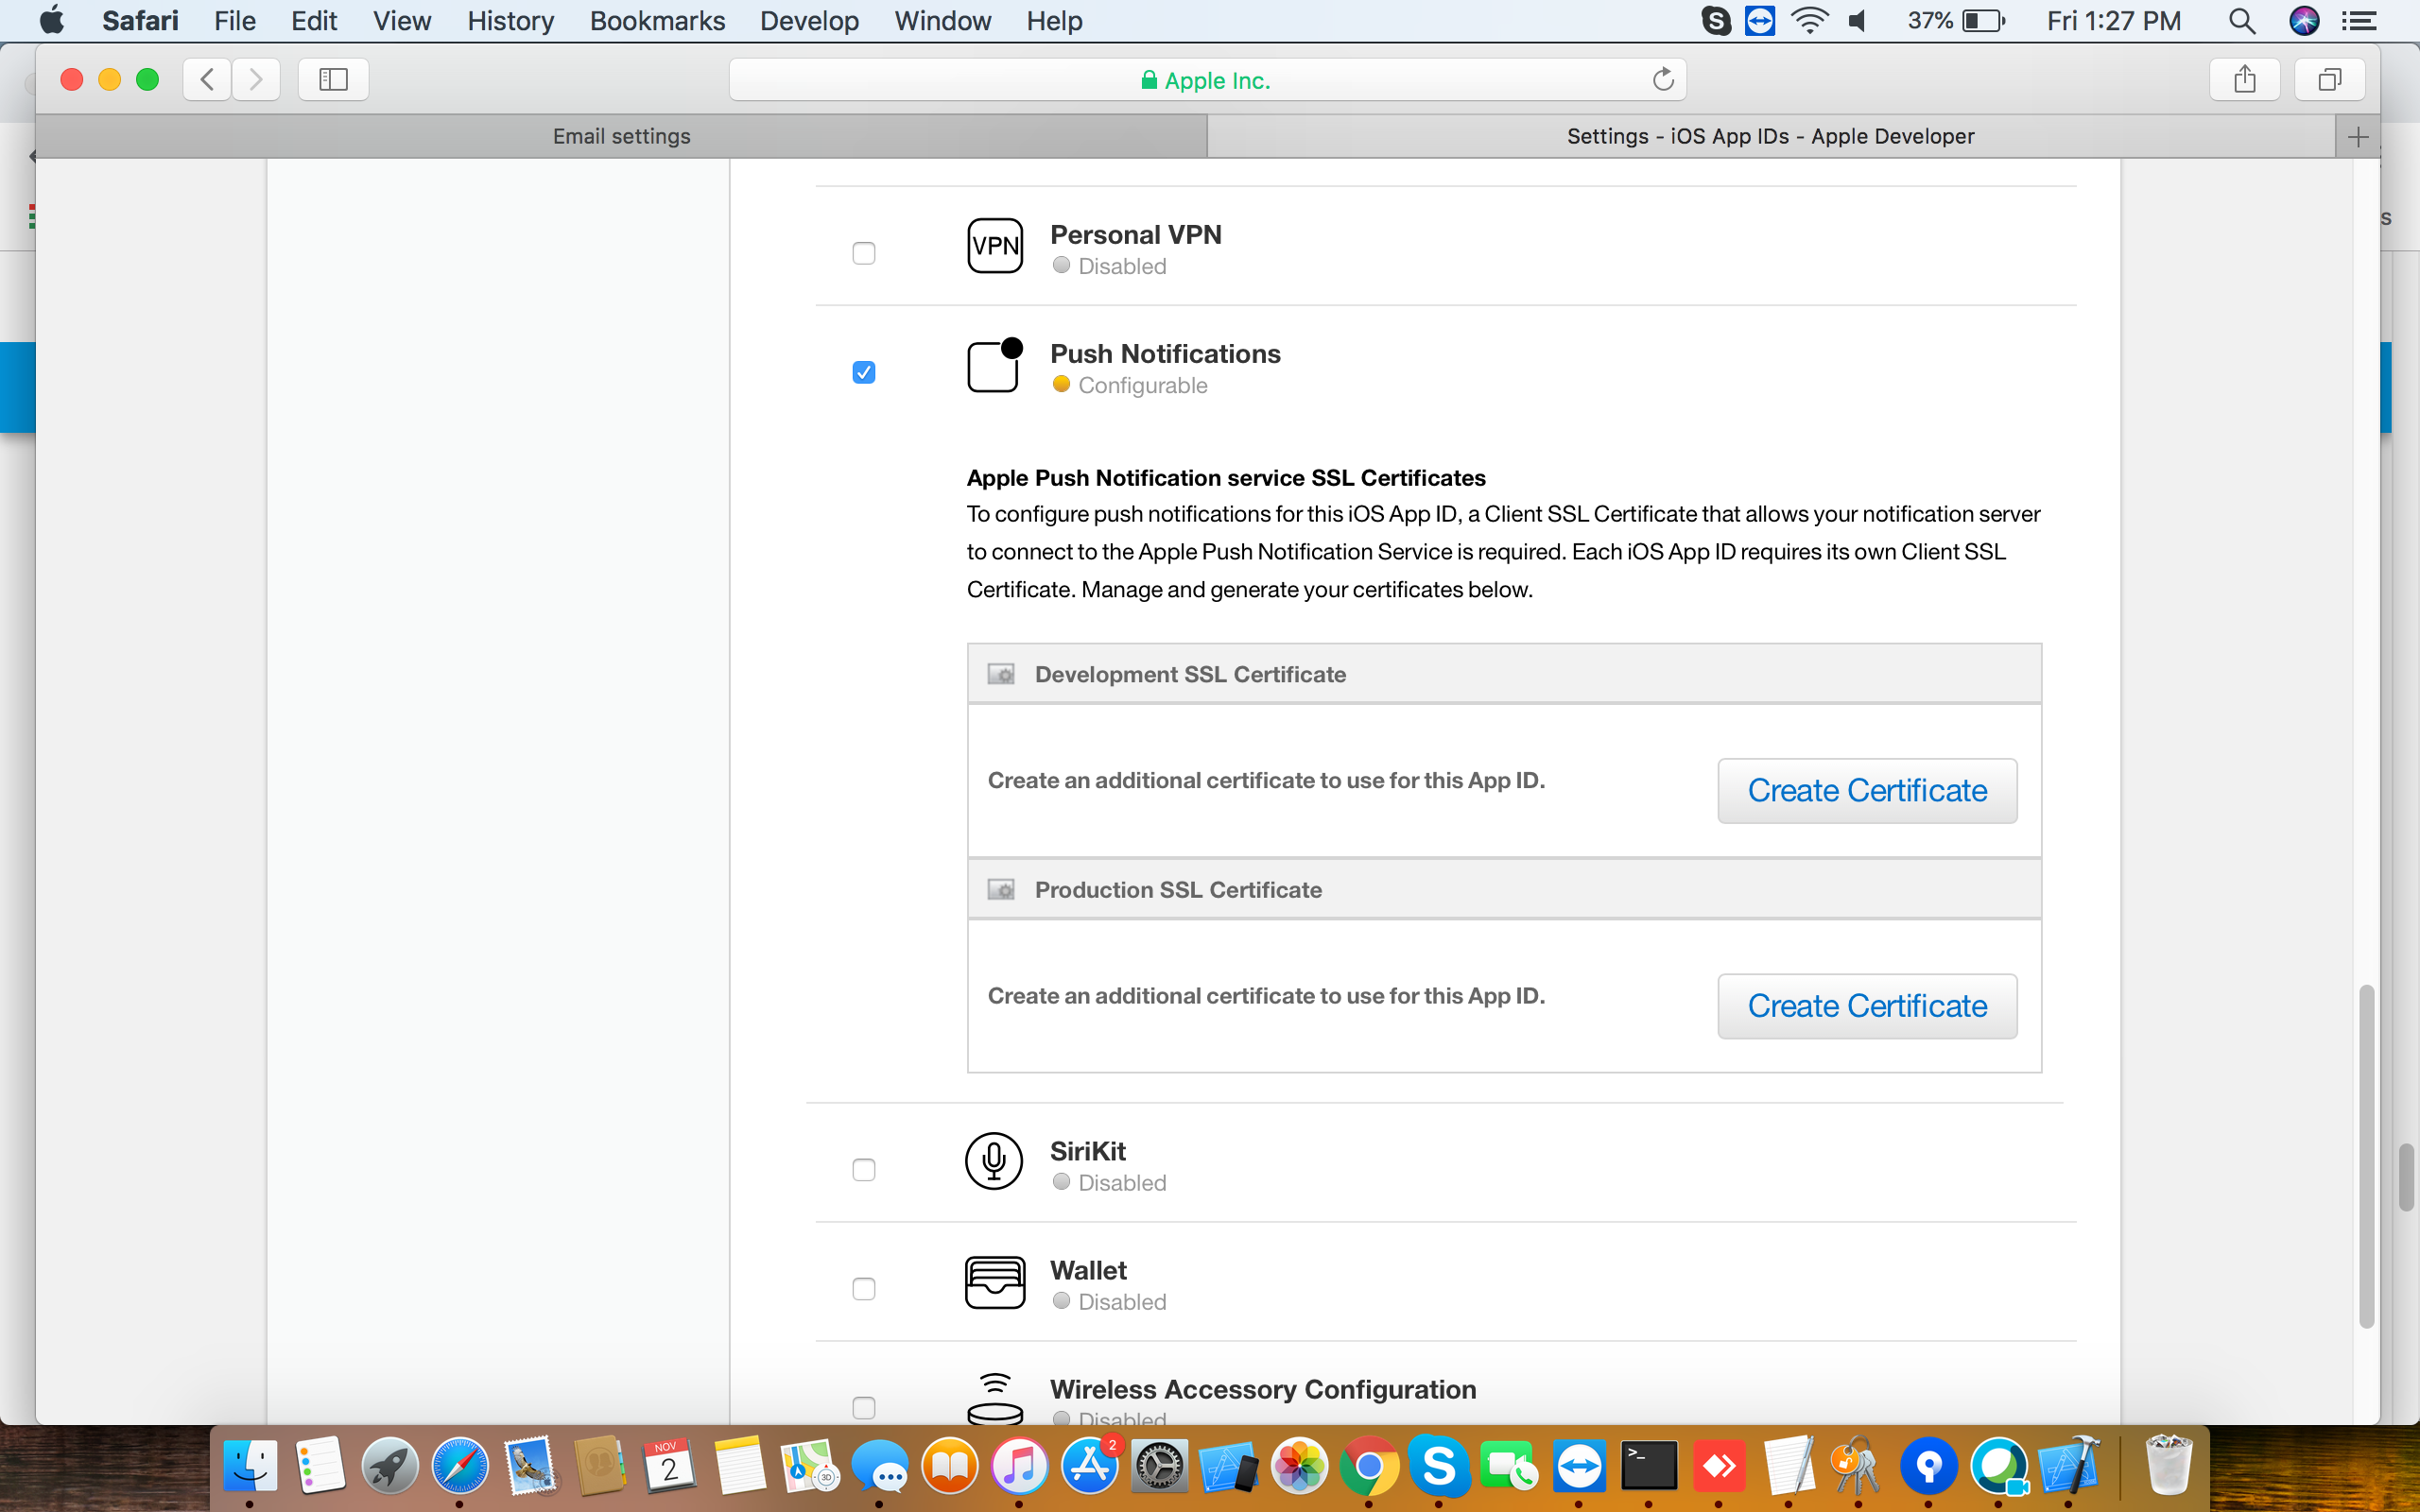 Safari File Edit View History Bookmarks Develop Window Help
37% Fri 1:27 PM
Apple Inc.
Email settings
Settings - iOS App IDs - Apple Developer
s
VPN
Personal VPN
Disabled
Push Notifications
Configurable
Apple Push Notification service SSL Certificates
To configure push notifications for this iOS App ID, a Client SSL Certificate that allows your notification server
to connect to the Apple Push Notification Service is required. Each iOS App ID requires its own Client SSL
Certificate. Manage and generate your certificates below.
Development SSL Certificate
Create an additional certificate to use for this App ID.
Create Certificate
Production SSL Certificate
Create an additional certificate to use for this App ID.
Create Certificate
SiriKit
Disabled
Wallet
Disabled
Wireless Accessory Configuration
Disabled
NOV
2
3D
2
S
>_